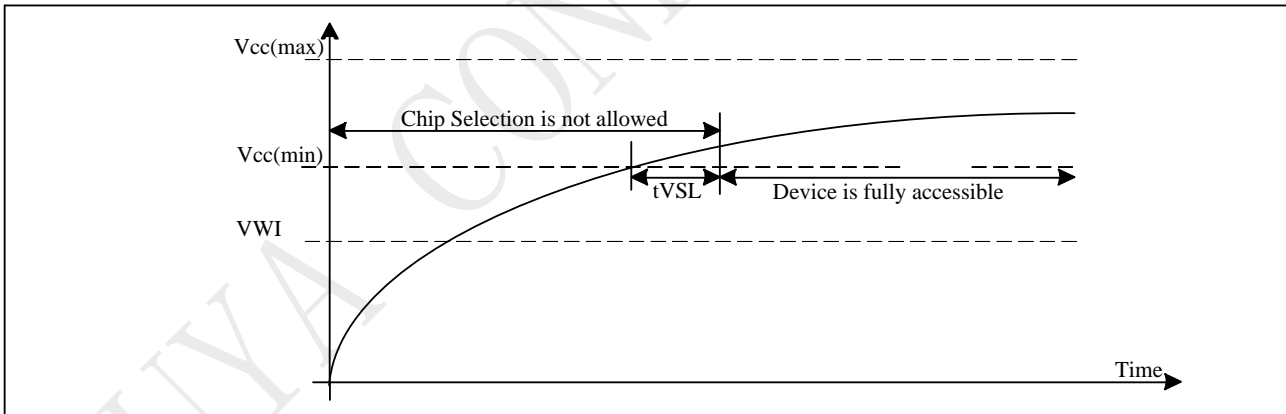 Vcc(max)
Chip Selection is not allowed
Vcc(min)
tVSL
Device is fully accessible
VWI
Time